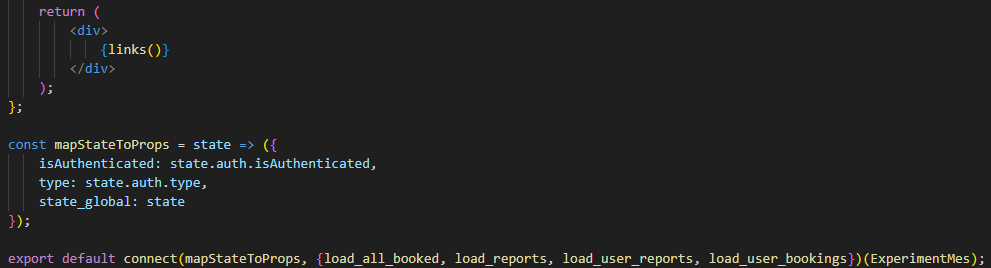 return (
<div>
{links()}
</div>
);
};
const mapStateToProps = state => ({
isAuthenticated: state.auth.isAuthenticated,
type: state.auth.type,
state_global: state
});
export default connect(mapStateToProps, {load_all_booked, load_reports, load_user_reports, load_user_bookings})(ExperimentMes);